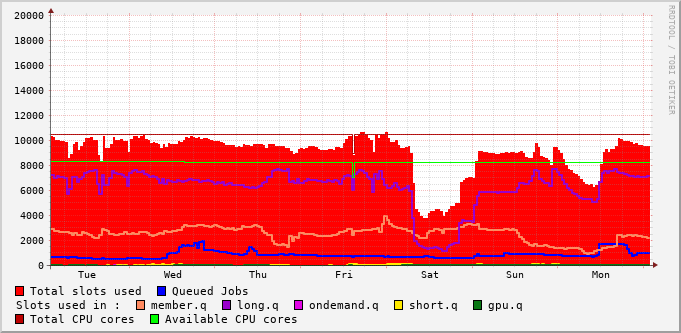 20000
18000
16000
14000
12000
10000
8000
6000
4000
2000
0
Tue Wed Thu Fri Sat Sun Mon
RRDTOOL / TOBI OETIKER
Total slots used Queued Jobs
Slots used in : member.q long.q ondemand.q short.q gpu.q
Total CPU cores Available CPU cores